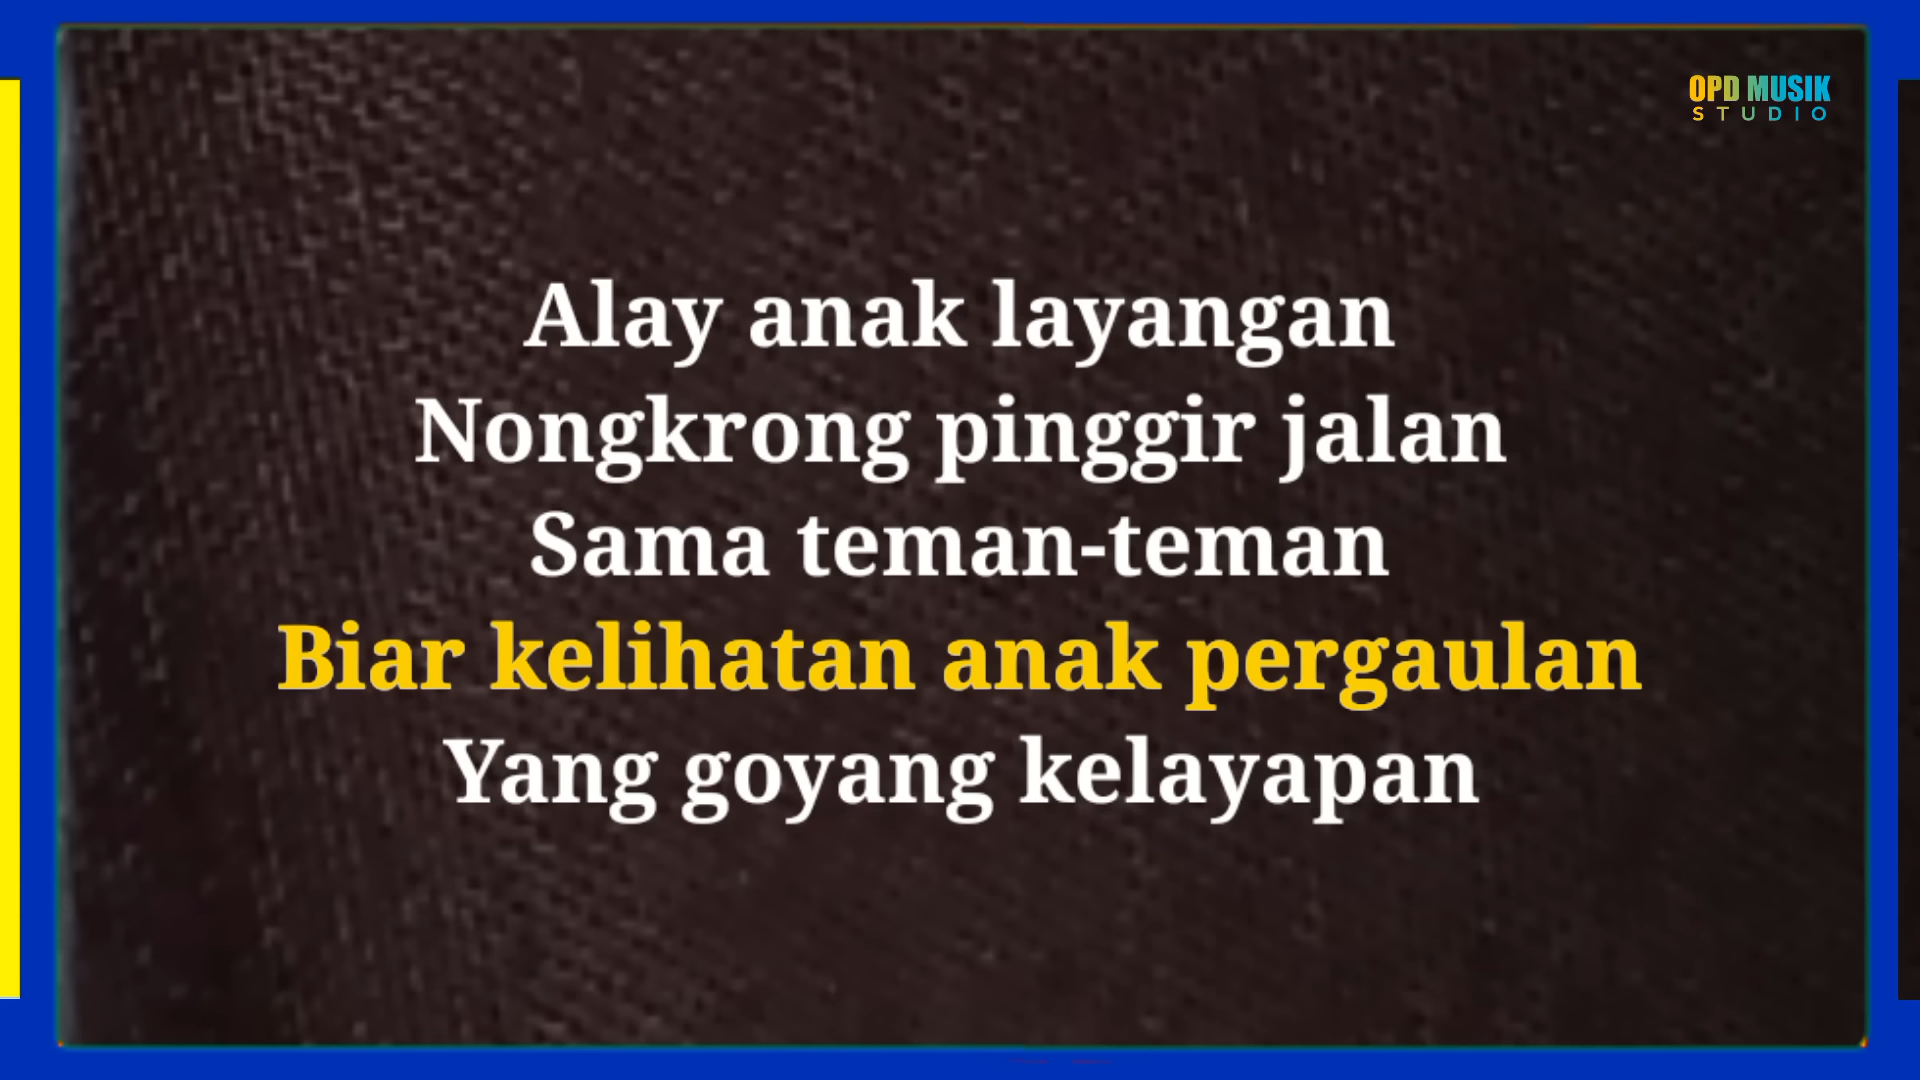 OPD MUSIK
STUDIO
Alay anak layangan
Nongkrong pinggir jalan
Sama teman-teman
Biar kelihatan anak pergaulan
Yang goyang kelayapan